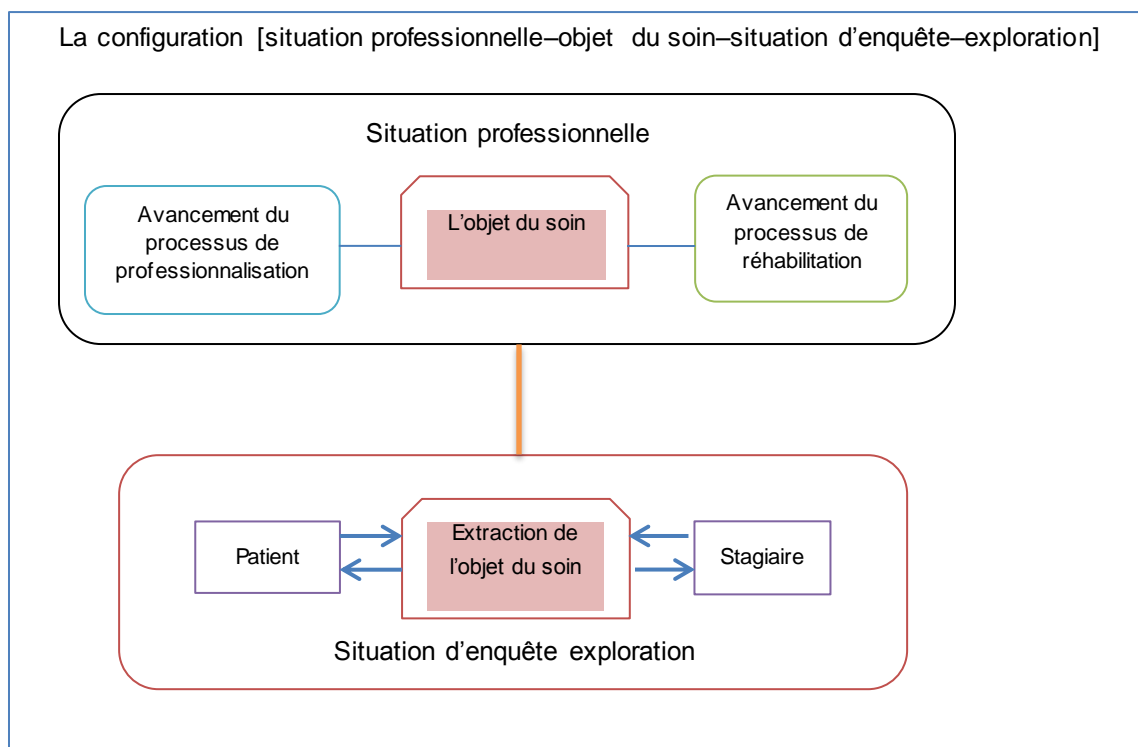 La configuration [situation professionnelle–objet du soin–situation d’enquête–exploration]
Situation professionnelle
Avancement du
processus de
professionnalisation
L’objet du soin
Avancement du
processus de
réhabilitation
Patient
Extraction de
l’objet du soin
Stagiaire
Situation d’enquête exploration